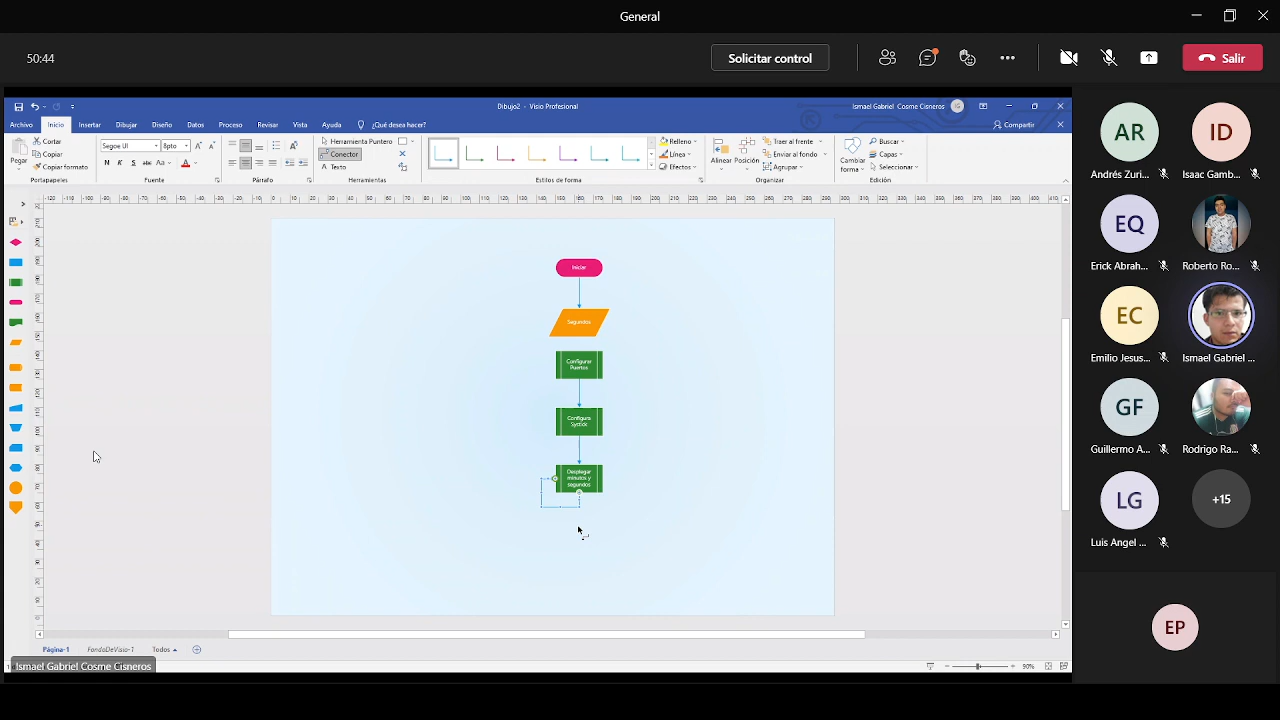 General
50:44
Solicitar control
Salir
Dibujo2 - Visio Profesional
Ismael Gabriel Cosme Cisneros
Archivo Inicio Insertar Dibujar Diseño Datos Proceso Revisar Vista Ayuda ¿Qué desea hacer?
Compartir
Pegar
Cortar
Copiar
Copiar formato
Portapapeles
Segoe UI 8pto
N K S abc Aa A
Fuente
Párrafo
Herramienta Puntero
Conector
A Texto
Herramientas
Estilos de forma
Relleno
Línea
Efectos
Alinear Posición
Traer al frente
Enviar al fondo
Agrupar
Organizar
Cambiar forma
Buscar
Capas
Seleccionar
Edición
Iniciar
Segundos
Configurar
Puertos
Configura
Systick
Desplegar
minutos y
segundos
Página-1 FondoDeVisio-1 Todos
Ismael Gabriel Cosme Cisneros
90%
AR
Andrés Zuri...
ID
Isaac Gamb...
EQ
Erick Abrah...
Roberto Ro...
EC
Emilio Jesus...
Ismael Gabriel ...
GF
Guillermo A...
Rodrigo Ra...
LG
Luis Angel ...
+15
EP